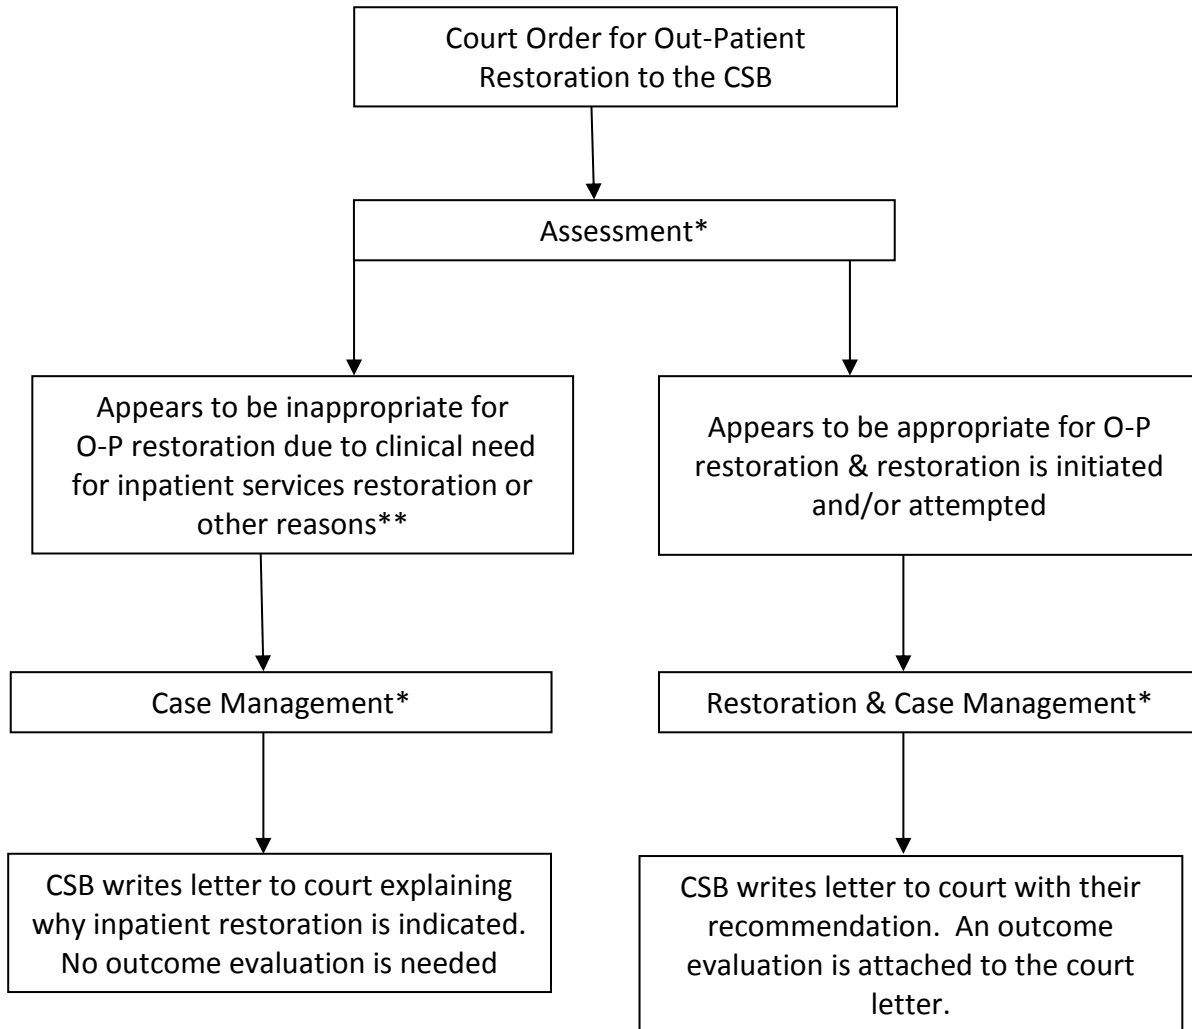 Court Order for Out-Patient
Restoration to the CSB
Assessment*
Appears to be inappropriate for
O-P restoration due to clinical need
for inpatient services restoration or
other reasons**
Appears to be appropriate for O-P
restoration & restoration is initiated
and/or attempted
Case Management*
Restoration & Case Management*
CSB writes letter to court explaining
why inpatient restoration is indicated.
No outcome evaluation is needed
CSB writes letter to court with their
recommendation.  An outcome
evaluation is attached to the court
letter.